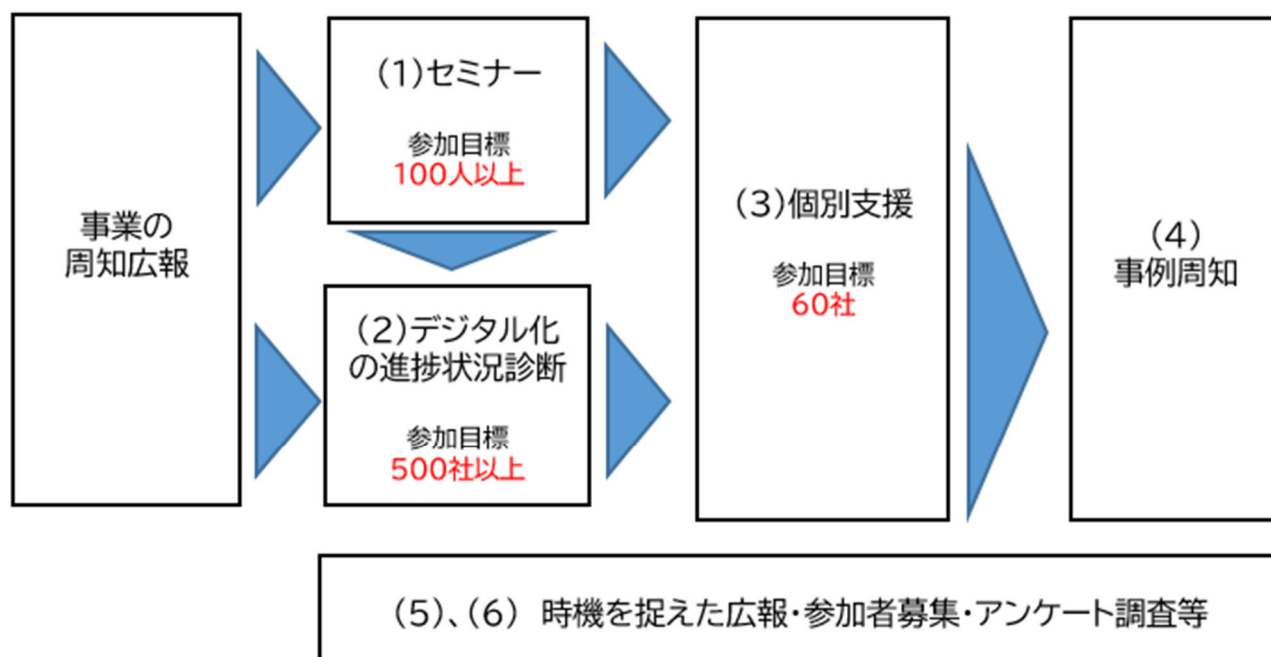 事業の
周知広報
(1)セミナー
参加目標
100人以上
(2)デジタル化
の進捗状況診断
参加目標
500社以上
(3)個別支援
参加目標
60社
(4)
事例周知
(5)、(6) 時機を捉えた広報・参加者募集・アンケート調査等